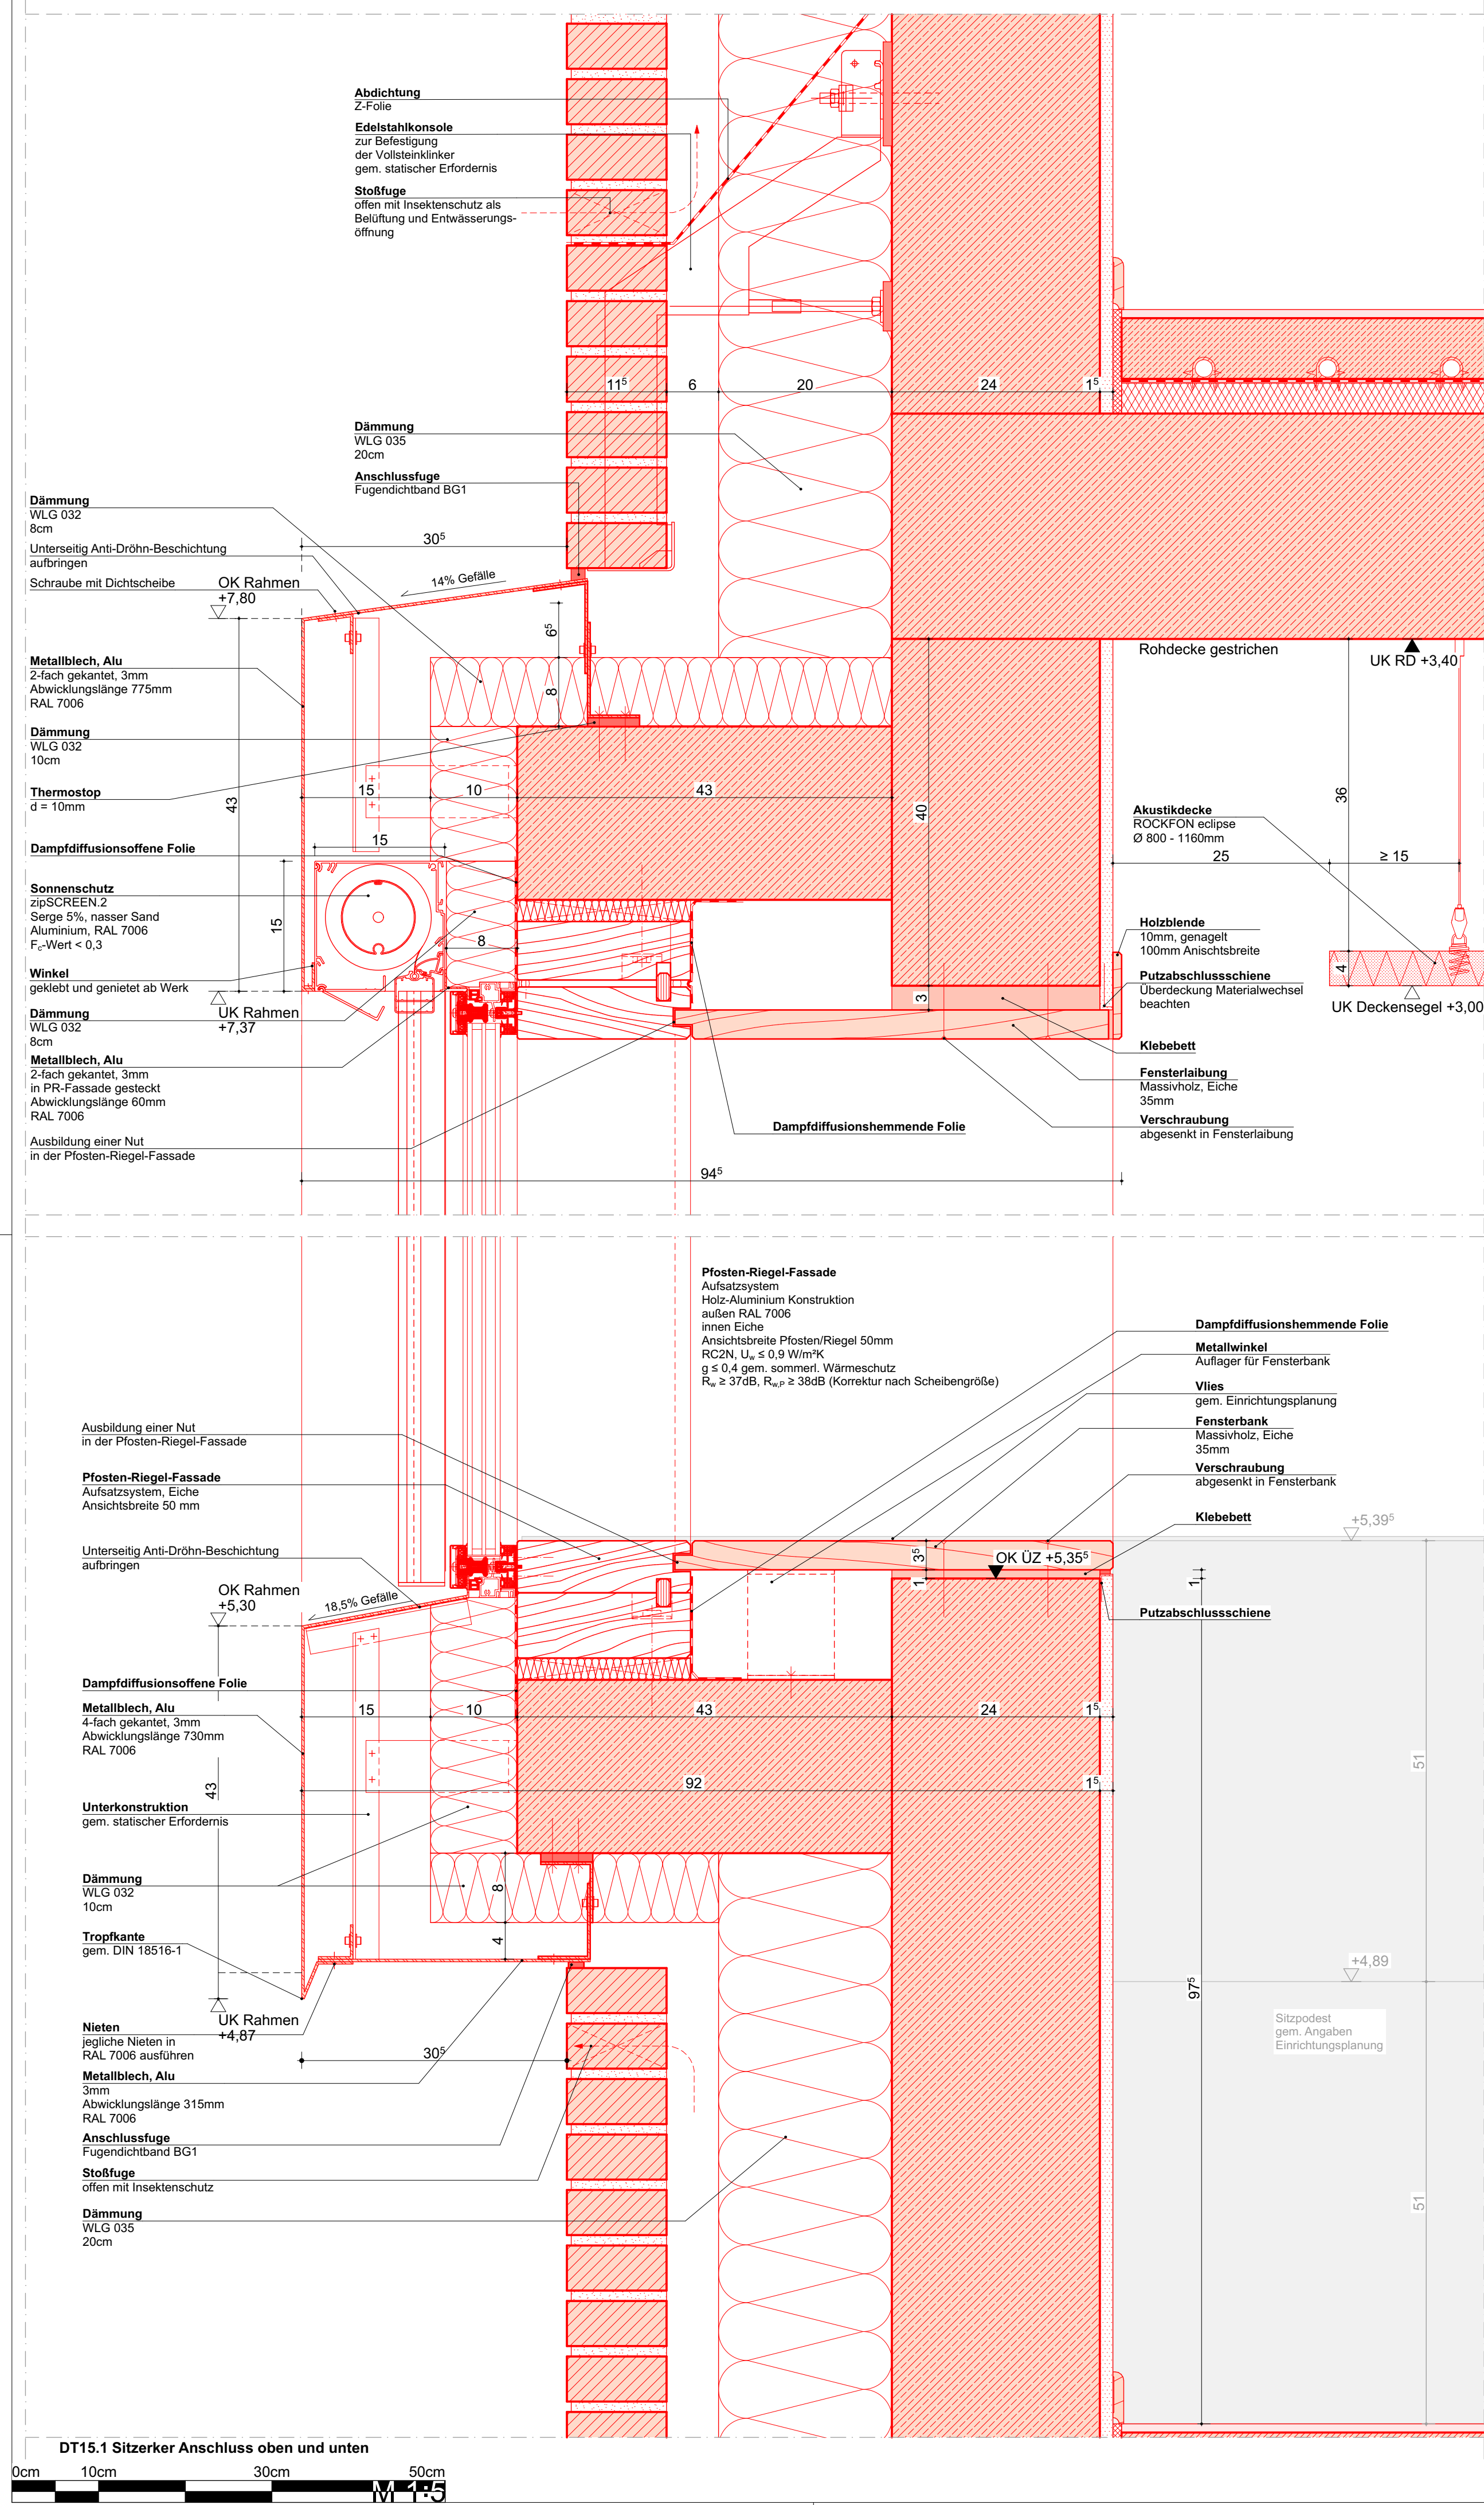 Abdichtung
Z-Folie
Edelstahlkonsole
zur Befestigung
der Vollsteinklinker
gem. statischer Erfordernis
Stoßfuge
offen mit Insektenschutz als
Belüftung und Entwässerungs-
öffnung
11⁵ 6 20 24 1⁵
Dämmung
WLG 035
20cm
Anschlussfuge
Fugendichtband BG1
Dämmung
WLG 032
8cm
Unterseitig Anti-Dröhn-Beschichtung
aufbringen
Schraube mit Dichtscheibe
30⁵
14% Gefälle
OK Rahmen
+7,80
6⁵
8
43
Metallblech, Alu
2-fach gekantet, 3mm
Abwicklungslänge 775mm
RAL 7006
Dämmung
WLG 032
10cm
Thermostop
d = 10mm
15 10 43
15
40
Dampfdiffusionsoffene Folie
Sonnenschutz
zipSCREEN.2
Serge 5%, nasser Sand
Aluminium, RAL 7006
F꜀-Wert < 0,3
15
8
Winkel
geklebt und genietet ab Werk
UK Rahmen
+7,37
Dämmung
WLG 032
8cm
Metallblech, Alu
2-fach gekantet, 3mm
in PR-Fassade gesteckt
Abwicklungslänge 60mm
RAL 7006
Ausbildung einer Nut
in der Pfosten-Riegel-Fassade
Rohdecke gestrichen
UK RD +3,40
36
Akustikdecke
ROCKFON eclipse
Ø 800 - 1160mm
25 ≥ 15
Holzblende
10mm, genagelt
100mm Anischtsbreite
Putzabschlussschiene
Überdeckung Materialwechsel
beachten
4
3
UK Deckensegel +3,00
Klebebett
Fensterlaibung
Massivholz, Eiche
35mm
Verschraubung
abgesenkt in Fensterlaibung
Dampfdiffusionshemmende Folie
94⁵
Pfosten-Riegel-Fassade
Aufsatzsystem
Holz-Aluminium Konstruktion
außen RAL 7006
innen Eiche
Ansichtsbreite Pfosten/Riegel 50mm
RC2N, U_w ≤ 0,9 W/m²K
g ≤ 0,4 gem. sommerl. Wärmeschutz
R_w ≥ 37dB, R_w,P ≥ 38dB (Korrektur nach Scheibengröße)
Dampfdiffusionshemmende Folie
Metallwinkel
Auflager für Fensterbank
Vlies
gem. Einrichtungsplanung
Fensterbank
Massivholz, Eiche
35mm
Verschraubung
abgesenkt in Fensterbank
Klebebett
Ausbildung einer Nut
in der Pfosten-Riegel-Fassade
Pfosten-Riegel-Fassade
Aufsatzsystem, Eiche
Ansichtsbreite 50 mm
Unterseitig Anti-Dröhn-Beschichtung
aufbringen
+5,39⁵
3⁵
1
OK ÜZ +5,35⁵
1
OK Rahmen
+5,30
18,5% Gefälle
Putzabschlussschiene
Dampfdiffusionsoffene Folie
Metallblech, Alu
4-fach gekantet, 3mm
Abwicklungslänge 730mm
RAL 7006
15 10 43 24 1⁵
51
43
92 1⁵
Unterkonstruktion
gem. statischer Erfordernis
Dämmung
WLG 032
10cm
8
4
Tropfkante
gem. DIN 18516-1
+4,89
97⁵
Sitzpodest
gem. Angaben
Einrichtungsplanung
UK Rahmen
+4,87
Nieten
jegliche Nieten in
RAL 7006 ausführen
30⁵
Metallblech, Alu
3mm
Abwicklungslänge 315mm
RAL 7006
Anschlussfuge
Fugendichtband BG1
Stoßfuge
offen mit Insektenschutz
51
Dämmung
WLG 035
20cm
DT15.1 Sitzerker Anschluss oben und unten
0cm 10cm 30cm 50cm
M 1:5